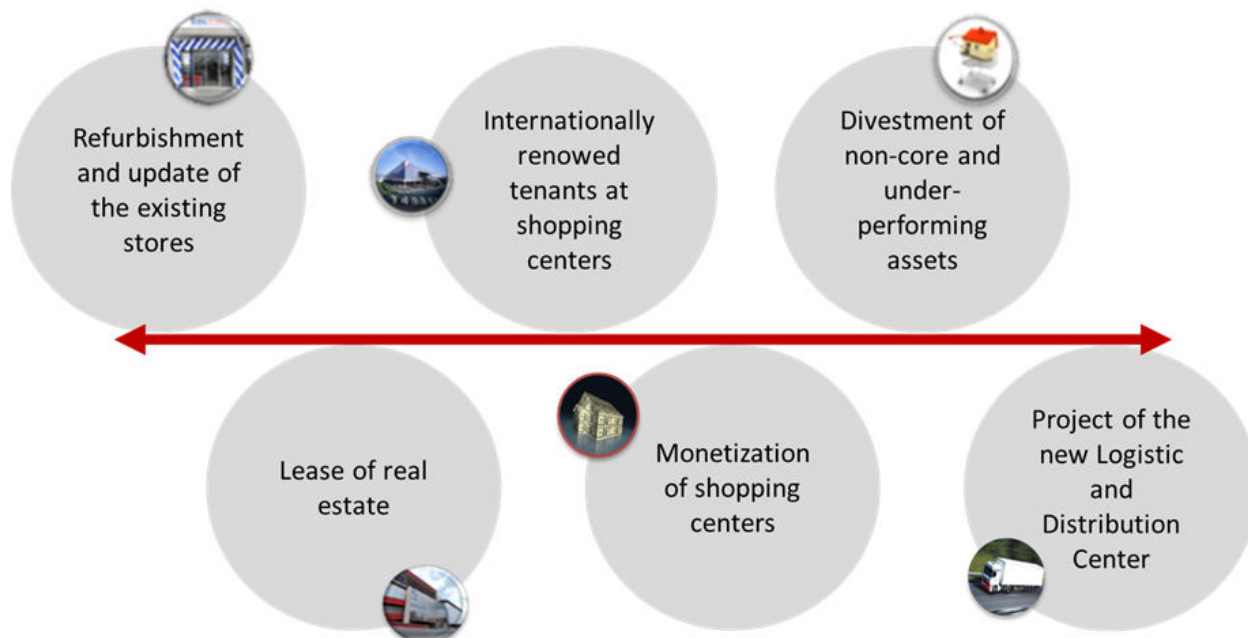 Refurbishment
and update of
the existing
stores
Internationally
renowed
tenants at
shopping
centers
Divestment of
non-core and
under-
performing
assets
Lease of real
estate
Monetization
of shopping
centers
Project of the
new Logistic
and
Distribution
Center